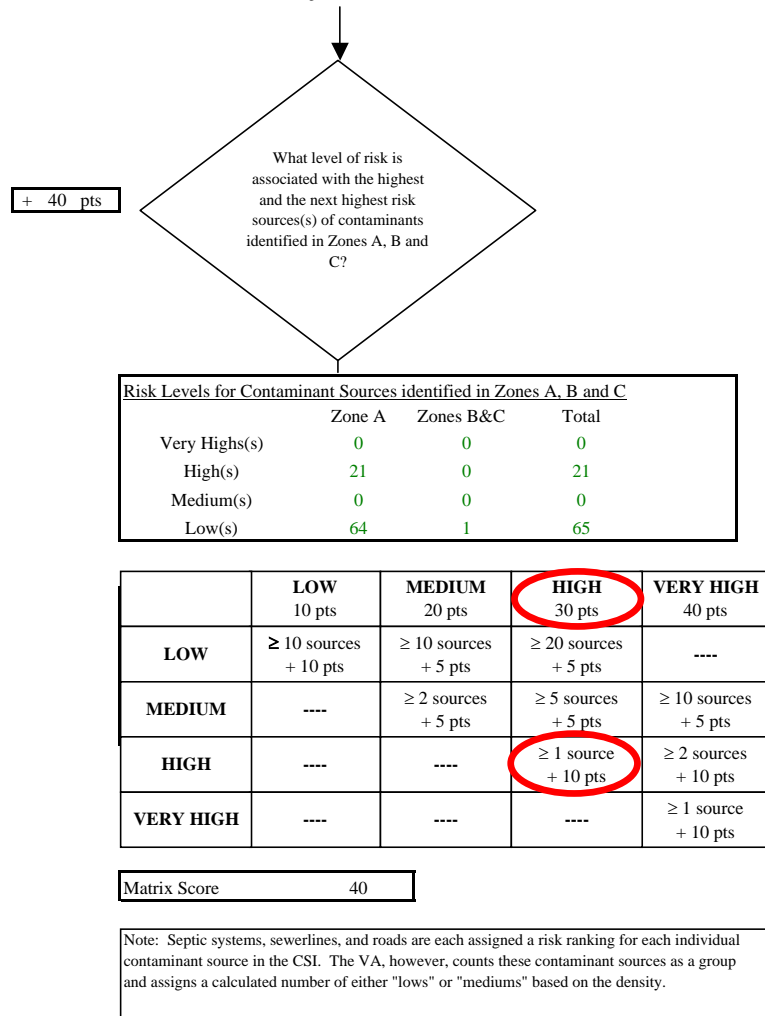 What level of risk is
associated with the highest
and the next highest risk
sources(s) of contaminants
identified in Zones A, B and
C?
+ 40 pts
Risk Levels for Contaminant Sources identified in Zones A, B and C
Zone A Zones B&C Total
Very Highs(s) 0 0 0
High(s) 21 0 21
Medium(s) 0 0 0
Low(s) 64 1 65
LOW MEDIUM HIGH VERY HIGH
10 pts 20 pts 30 pts 40 pts
LOW ≥ 10 sources + 10 pts ≥ 10 sources + 5 pts ≥ 20 sources + 5 pts ----
MEDIUM ---- ≥ 2 sources + 5 pts ≥ 5 sources + 5 pts ≥ 10 sources + 5 pts
HIGH ---- ---- ≥ 1 source + 10 pts ≥ 2 sources + 10 pts
VERY HIGH ---- ---- ---- ≥ 1 source + 10 pts
Matrix Score 40
Note: Septic systems, sewerlines, and roads are each assigned a risk ranking for each individual
contaminant source in the CSI. The VA, however, counts these contaminant sources as a group
and assigns a calculated number of either "lows" or "mediums" based on the density.